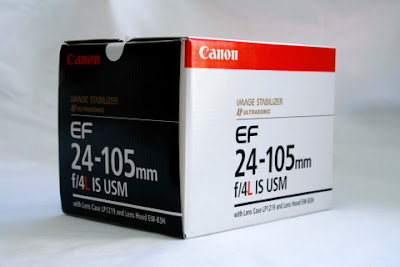 Canon
IMAGE STABILIZER
ULTRASONIC
EF
24-105mm
f/4L IS USM
with Lens Case LP1219 and Lens Hood EW-83H
Canon
IMAGE STABILIZER
ULTRASONIC
EF
24-105mm
f/4L IS USM
with Lens Case LP1219 and Lens Hood EW-83H